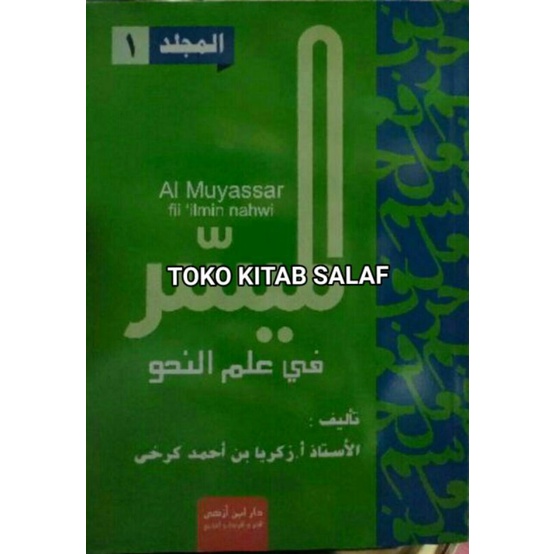 المجلد ١
Al Muyassar
fii 'ilmin nahwi
الميسّر
TOKO KITAB SALAF
في علم النحو
تأليف :
الأستاذ أ. زكريا بن أحمد كرخي